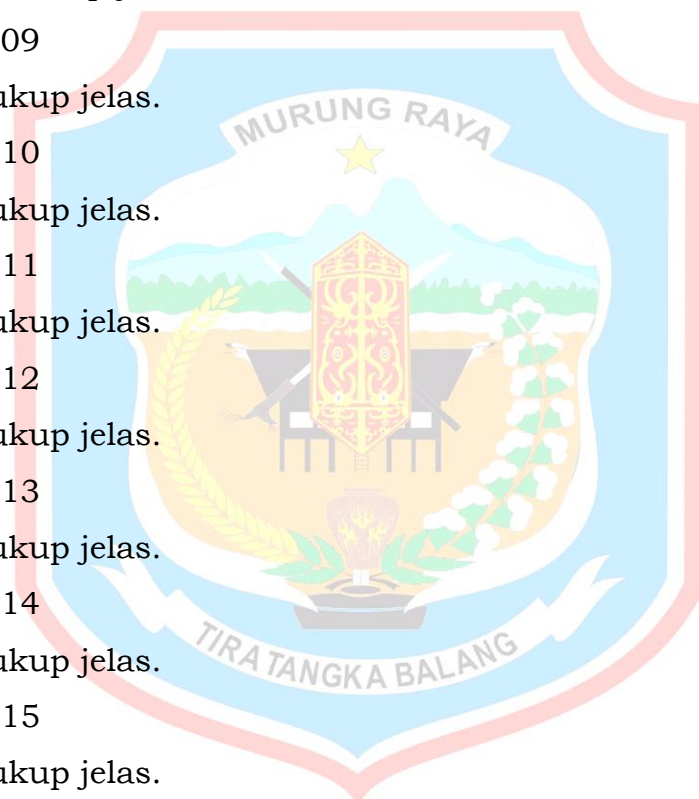 09
ukup jelas.
MURUNG RAYA
10
ukup jelas.
11
ukup jelas.
12
ukup jelas.
13
ukup jelas.
14
TIRA TANGKA BALANG
ukup jelas.
15
ukup jelas.